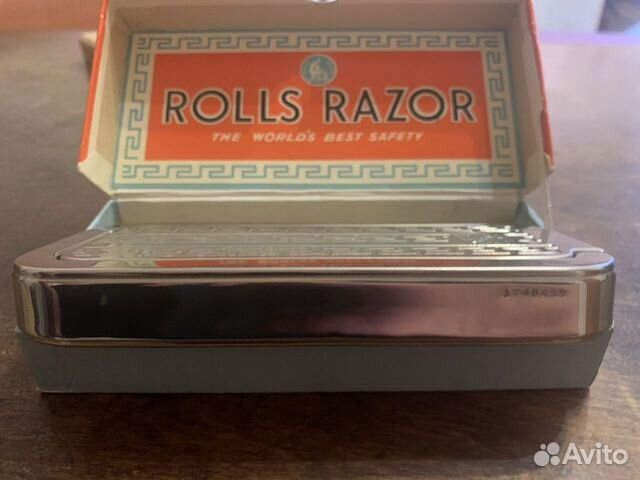 ROLLS RAZOR
THE WORLD'S BEST SAFETY
A748459
Avito